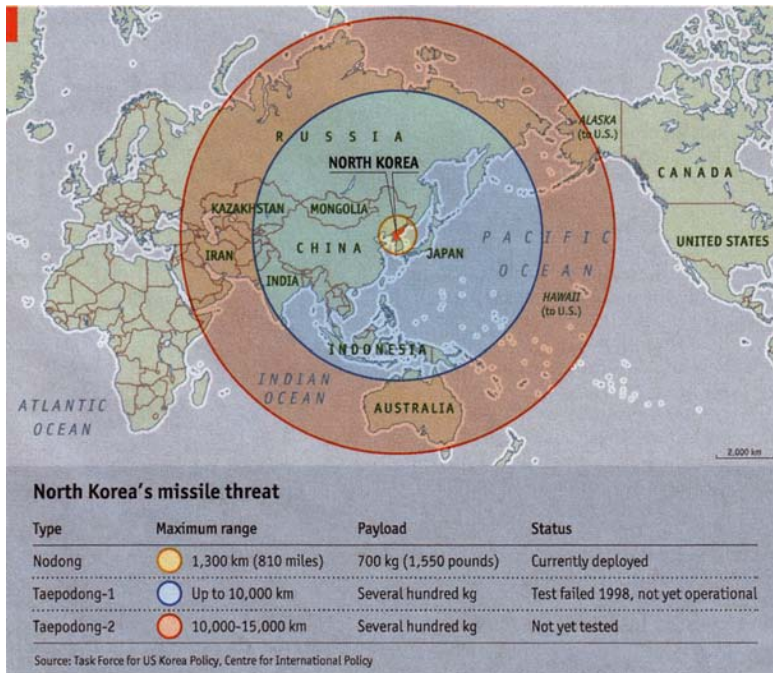 RUSSIA
ALASKA
(to U.S.)
NORTH KOREA
CANADA
KAZAKHSTAN
MONGOLIA
PACIFIC
OCEAN
UNITED STATES
IRAN
CHINA
JAPAN
INDIA
HAWAII
(to U.S.)
INDONESIA
INDIAN
OCEAN
ATLANTIC
OCEAN
AUSTRALIA
2,000 km
North Korea's missile threat
Type Maximum range Payload Status
Nodong 1,300 km (810 miles) 700 kg (1,550 pounds) Currently deployed
Taepodong-1 Up to 10,000 km Several hundred kg Test failed 1998, not yet operational
Taepodong-2 10,000-15,000 km Several hundred kg Not yet tested
Source: Task Force for US Korea Policy, Centre for International Policy